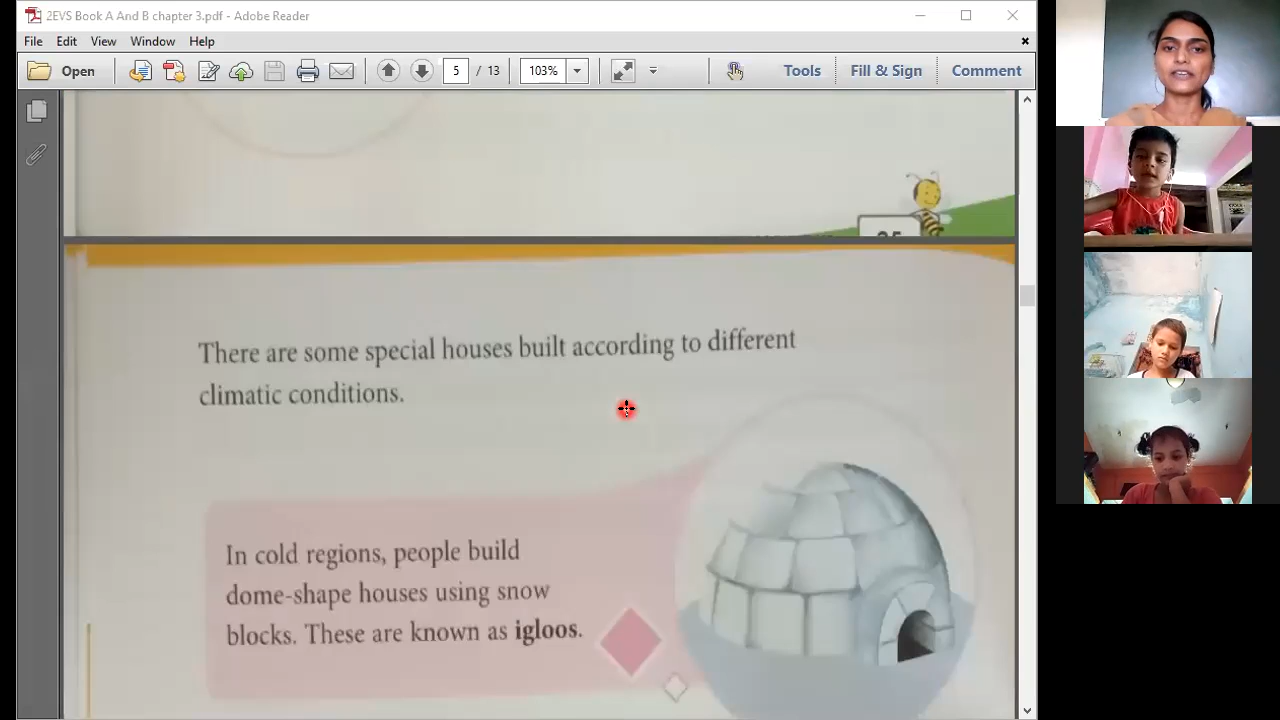 2EVS Book A And B chapter 3.pdf - Adobe Reader
File Edit View Window Help
Open 5 / 13 103% Tools Fill & Sign Comment
There are some special houses built according to different
climatic conditions.
In cold regions, people build
dome-shape houses using snow
blocks. These are known as igloos.